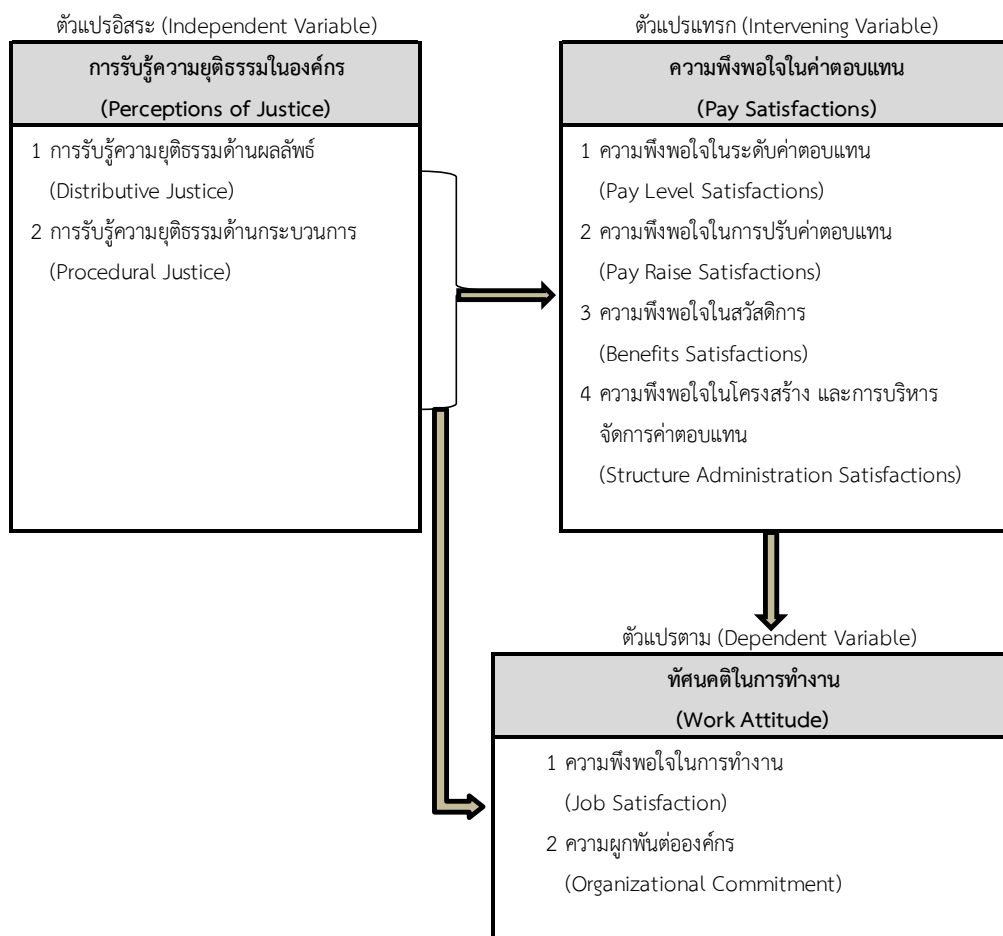 ตัวแปรอิสระ (Independent Variable)
การรับรู้ความยุติธรรมในองค์กร
(Perceptions of Justice)
1 การรับรู้ความยุติธรรมด้านผลลัพธ์
(Distributive Justice)
2 การรับรู้ความยุติธรรมด้านกระบวนการ
(Procedural Justice)
ตัวแปรแทรก (Intervening Variable)
ความพึงพอใจในค่าตอบแทน
(Pay Satisfactions)
1 ความพึงพอใจในระดับค่าตอบแทน
(Pay Level Satisfactions)
2 ความพึงพอใจในการปรับค่าตอบแทน
(Pay Raise Satisfactions)
3 ความพึงพอใจในสวัสดิการ
(Benefits Satisfactions)
4 ความพึงพอใจในโครงสร้าง และการบริหาร
จัดการค่าตอบแทน
(Structure Administration Satisfactions)
ตัวแปรตาม (Dependent Variable)
ทัศนคติในการทำงาน
(Work Attitude)
1 ความพึงพอใจในการทำงาน
(Job Satisfaction)
2 ความผูกพันต่อองค์กร
(Organizational Commitment)